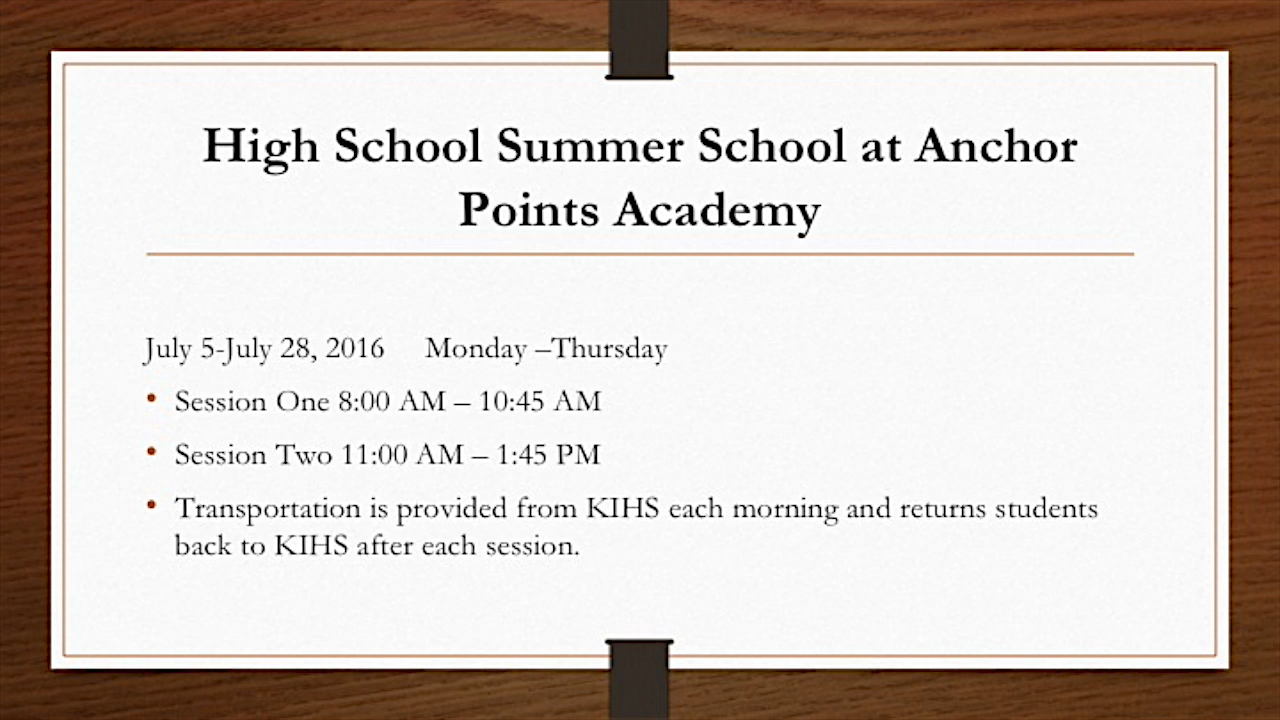 High School Summer School at Anchor
Points Academy
July 5-July 28, 2016 Monday –Thursday
• Session One 8:00 AM – 10:45 AM
• Session Two 11:00 AM – 1:45 PM
• Transportation is provided from KIHS each morning and returns students
back to KIHS after each session.